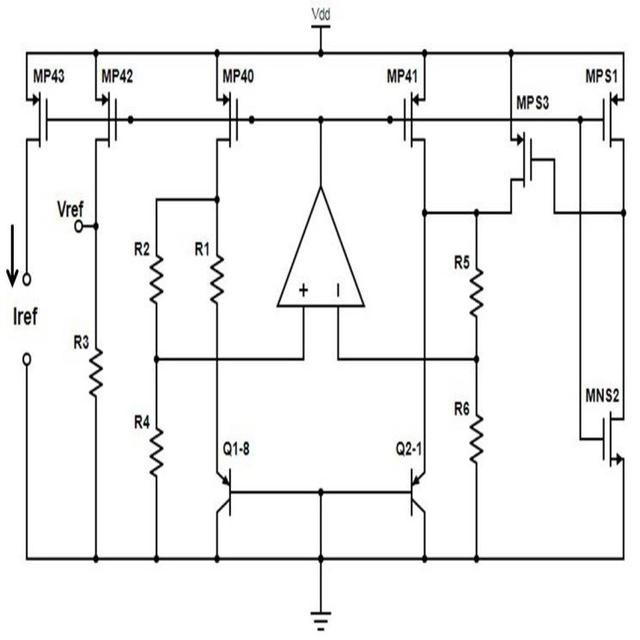 Vdd
MP43
MP42
MP40
MP41
MPS1
MPS3
Vref
R2
R1
R5
+
Iref
R3
R4
R6
MNS2
Q1-8
Q2-1